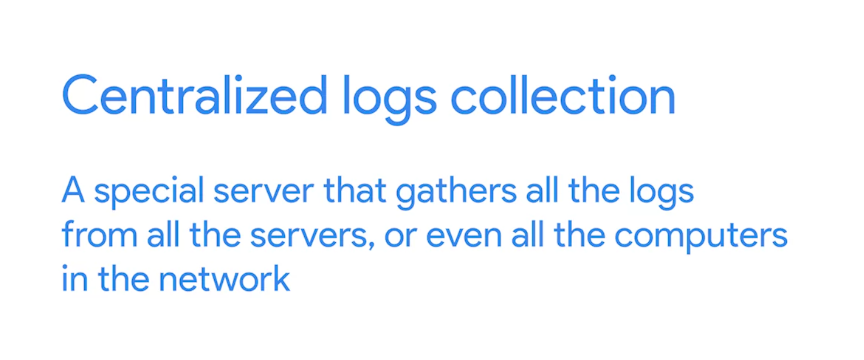 Centralized logs collection
A special server that gathers all the logs
from all the servers, or even all the computers
in the network